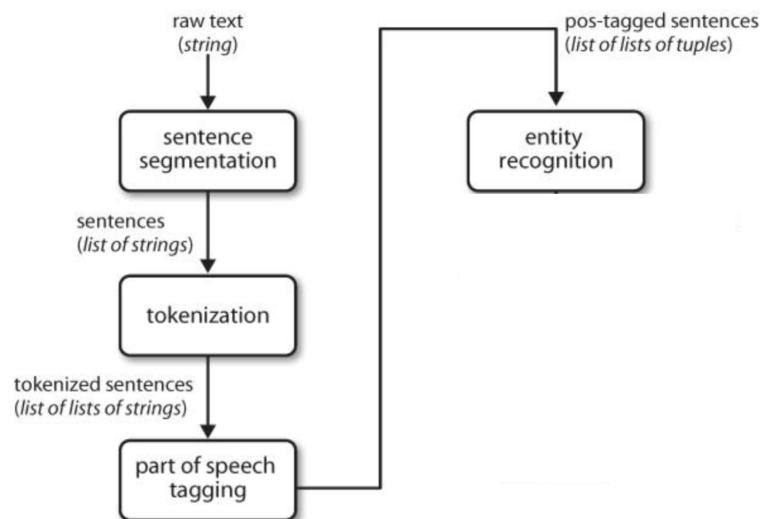 raw text
(string)
sentence
segmentation
sentences
(list of strings)
tokenization
tokenized sentences
(list of lists of strings)
part of speech
tagging
pos-tagged sentences
(list of lists of tuples)
entity
recognition